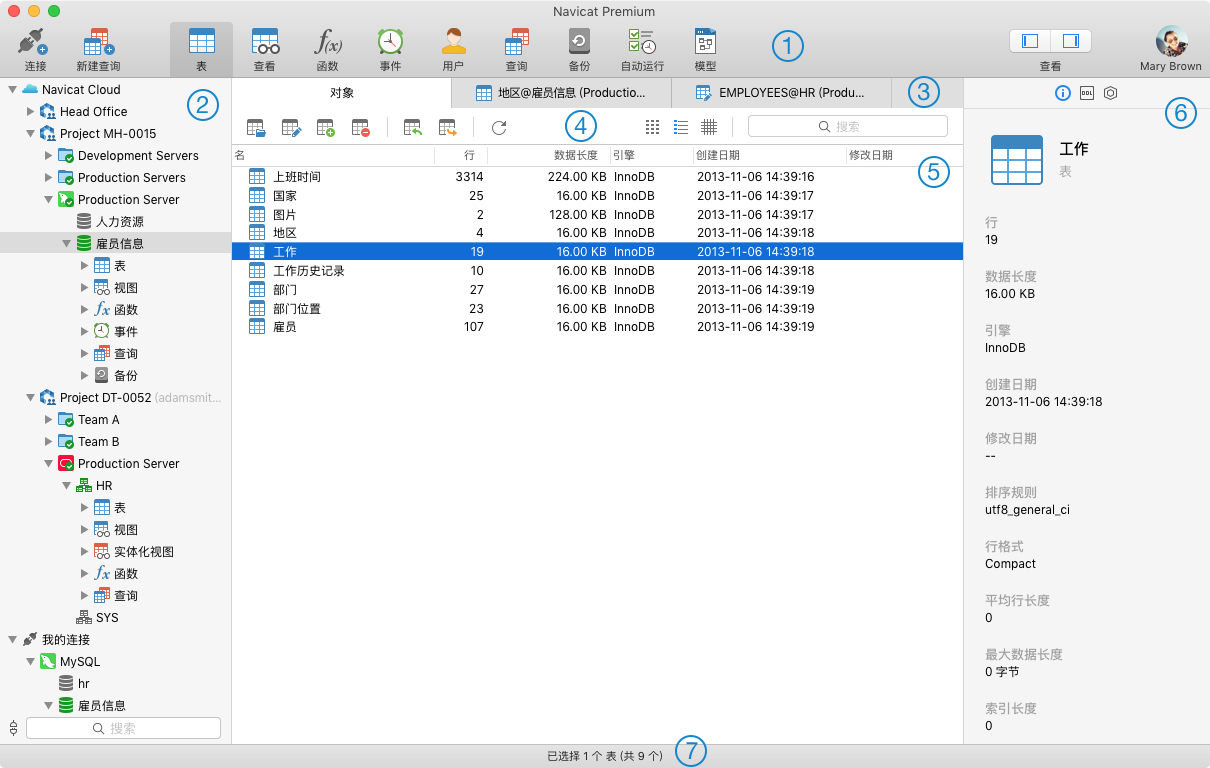 Navicat Premium
连接 新建查询 表 查看 函数 事件 用户 查询 备份 自动运行 模型 ① 查看 Mary Brown
Navicat Cloud
②
Head Office
Project MH-0015
Development Servers
Production Servers
Production Server
人力资源
雇员信息
表
视图
函数
事件
查询
备份
Project DT-0052 (adamsmit...
Team A
Team B
Production Server
HR
表
视图
实体化视图
函数
查询
SYS
我的连接
MySQL
hr
雇员信息
搜索
对象 地区@雇员信息 (Productio... EMPLOYEES@HR (Produ... ③
④ 搜索
名 行 数据长度 引擎 创建日期 修改日期
⑤
上班时间 3314 224.00 KB InnoDB 2013-11-06 14:39:16
国家 25 16.00 KB InnoDB 2013-11-06 14:39:17
图片 2 128.00 KB InnoDB 2013-11-06 14:39:17
地区 4 16.00 KB InnoDB 2013-11-06 14:39:18
工作 19 16.00 KB InnoDB 2013-11-06 14:39:18
工作历史记录 10 16.00 KB InnoDB 2013-11-06 14:39:18
部门 27 16.00 KB InnoDB 2013-11-06 14:39:19
部门位置 23 16.00 KB InnoDB 2013-11-06 14:39:19
雇员 107 16.00 KB InnoDB 2013-11-06 14:39:19
DDL
⑥
工作
表
行
19
数据长度
16.00 KB
引擎
InnoDB
创建日期
2013-11-06 14:39:18
修改日期
--
排序规则
utf8_general_ci
行格式
Compact
平均行长度
0
最大数据长度
0 字节
索引长度
0
已选择 1 个 表 (共 9 个) ⑦